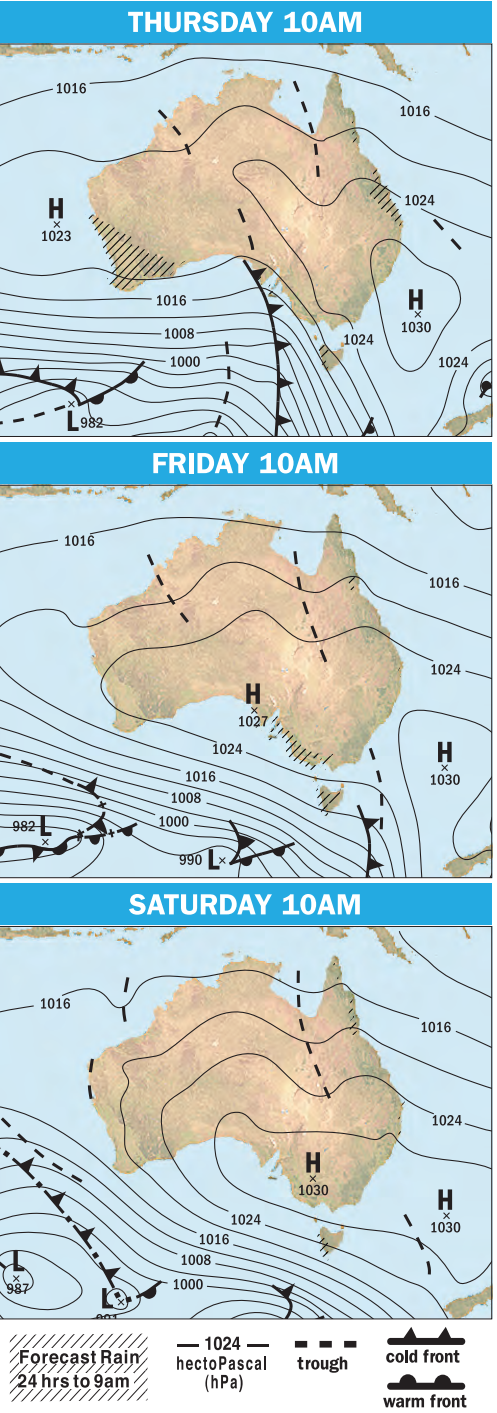 THURSDAY 10AM
1016
1016
H
1023
1024
H
1030
1016
1008
1000
1024
1024
L 982
FRIDAY 10AM
1016
1016
1024
H
1027
1024
H
1030
1016
1008
982 L
1000
990 L
SATURDAY 10AM
1016
1016
1024
H
1030
H
1030
1024
1016
1008
L
987
1000
L
Forecast Rain
24 hrs to 9am
1024
hectoPascal
(hPa)
trough
cold front
warm front